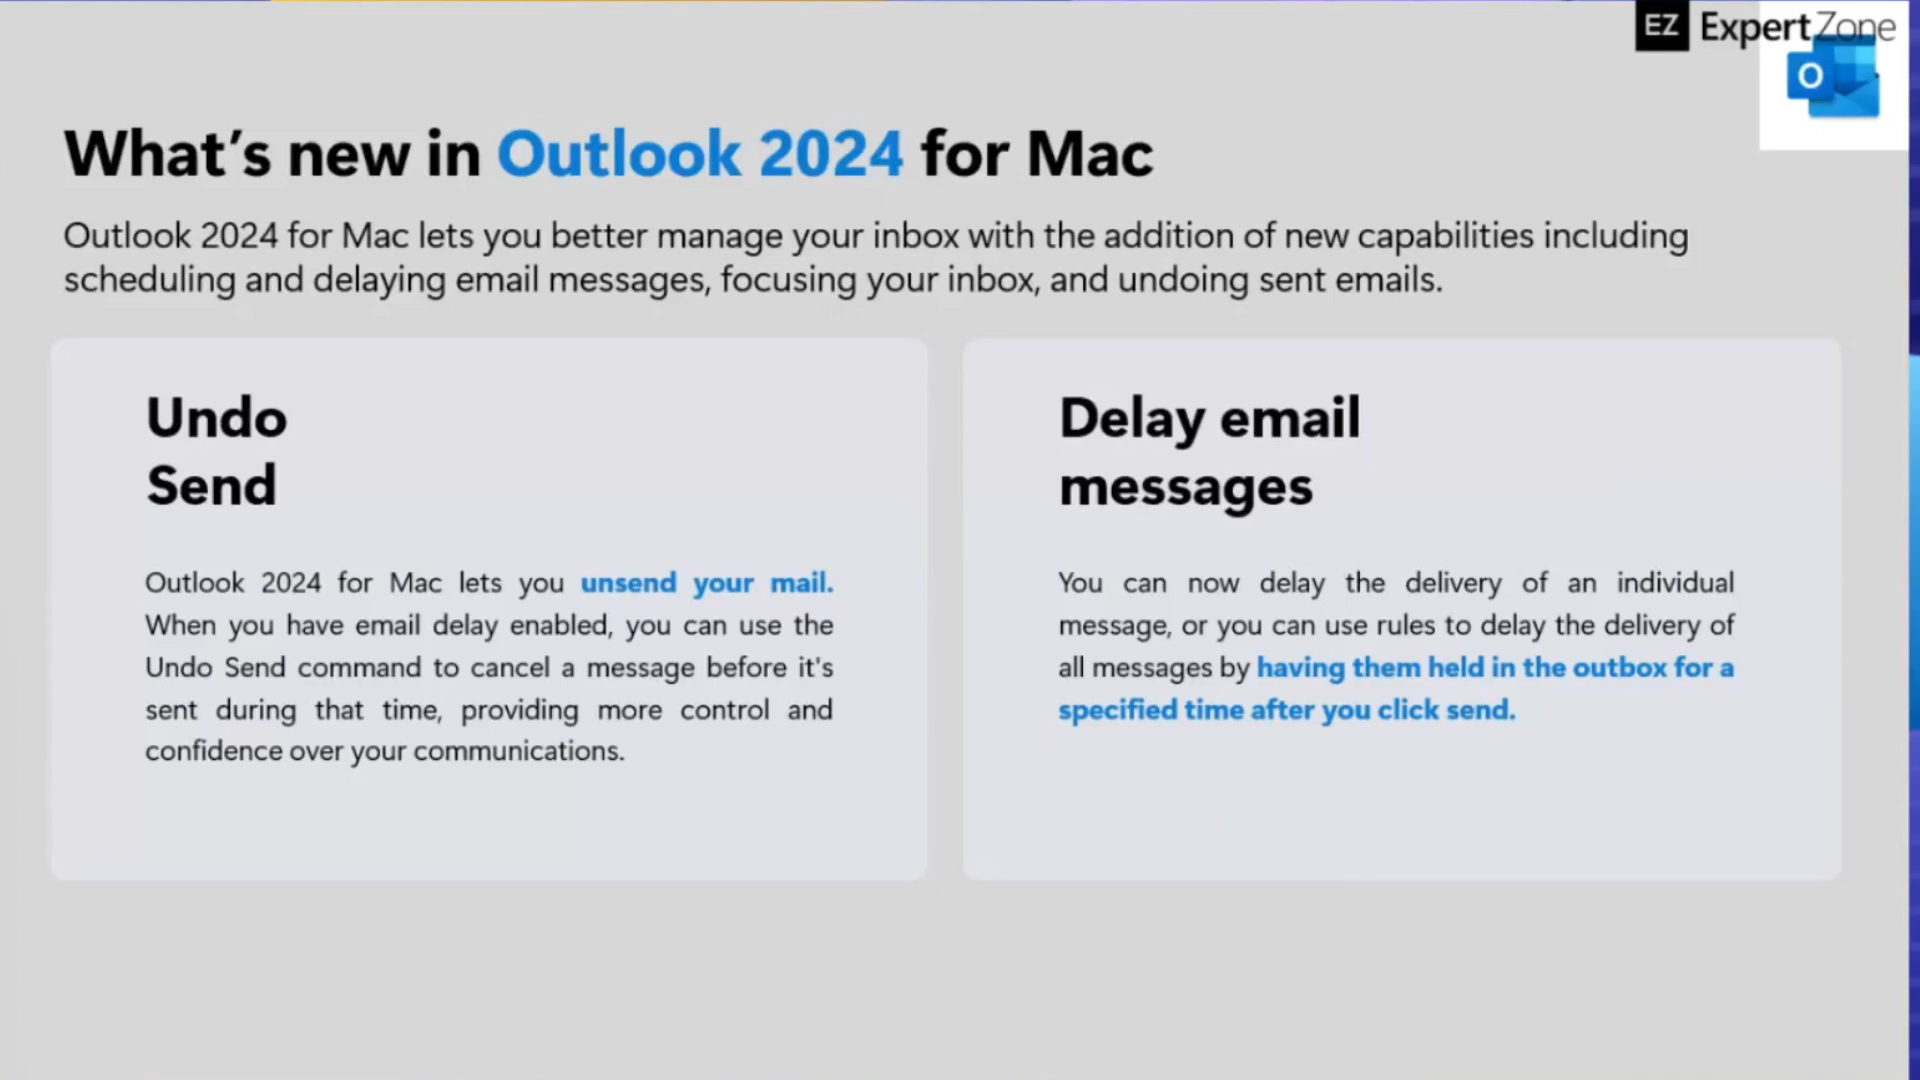 EZ ExpertZone
O
What’s new in Outlook 2024 for Mac
Outlook 2024 for Mac lets you better manage your inbox with the addition of new capabilities including
scheduling and delaying email messages, focusing your inbox, and undoing sent emails.
Undo
Send
Outlook 2024 for Mac lets you unsend your mail.
When you have email delay enabled, you can use the
Undo Send command to cancel a message before it's
sent during that time, providing more control and
confidence over your communications.
Delay email
messages
You can now delay the delivery of an individual
message, or you can use rules to delay the delivery of
all messages by having them held in the outbox for a
specified time after you click send.